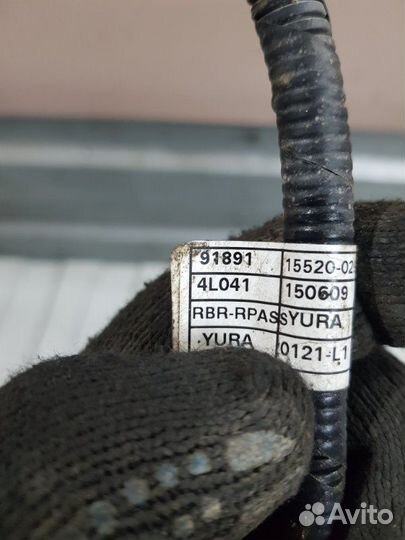 91891 15520-02
4L041 150609
RBR-RPASS YURA
YURA 0121-L1
Avito